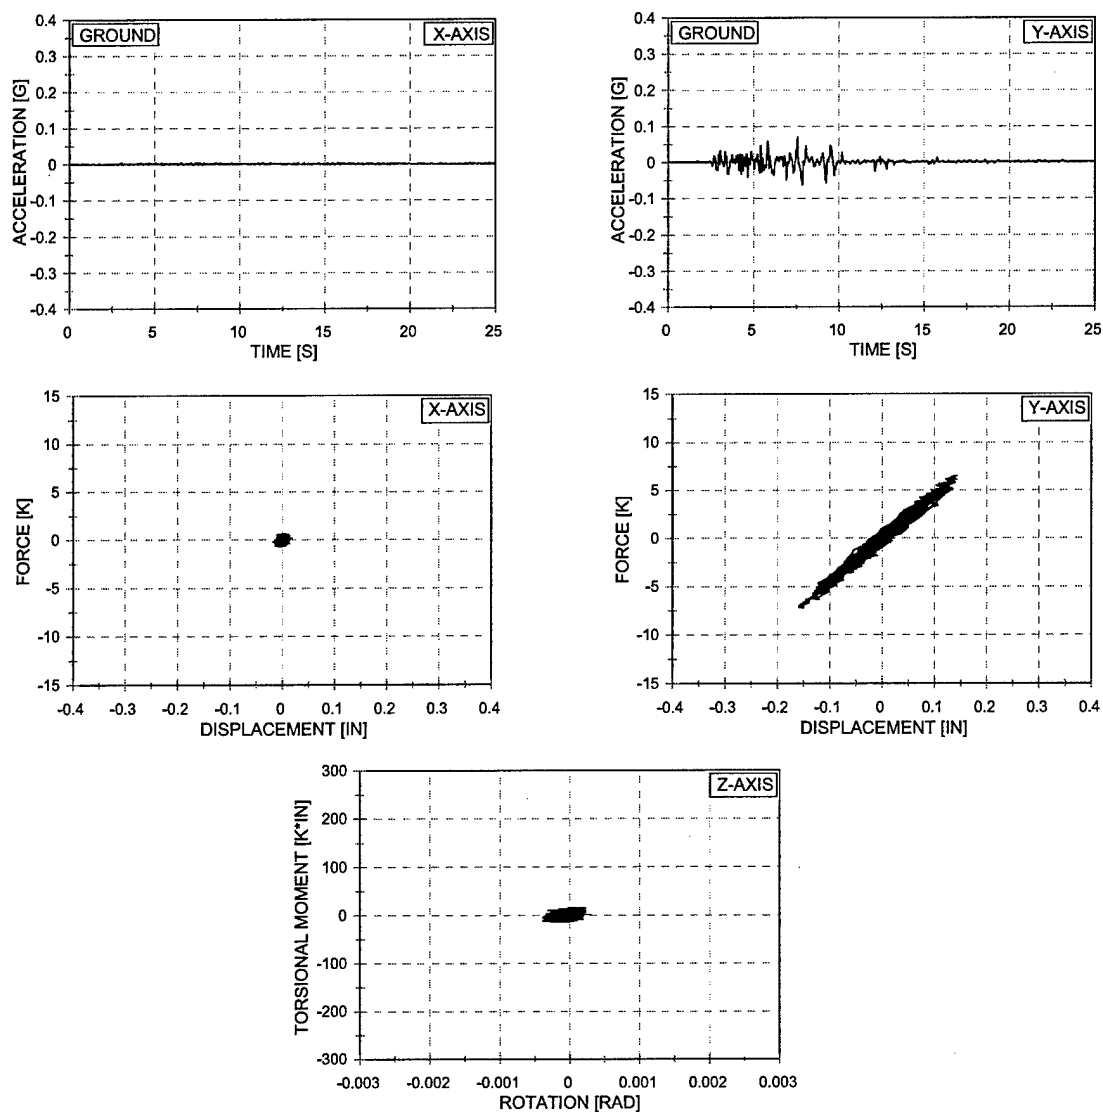 GROUND X-AXIS
ACCELERATION [G]
0.4
0.3
0.2
0.1
0
-0.1
-0.2
-0.3
-0.4
0 5 10 15 20 25
TIME [S]
GROUND Y-AXIS
ACCELERATION [G]
0.4
0.3
0.2
0.1
0
-0.1
-0.2
-0.3
-0.4
0 5 10 15 20 25
TIME [S]
X-AXIS
FORCE [K]
15
10
5
0
-5
-10
-15
-0.4 -0.3 -0.2 -0.1 0 0.1 0.2 0.3 0.4
DISPLACEMENT [IN]
Y-AXIS
FORCE [K]
15
10
5
0
-5
-10
-15
-0.4 -0.3 -0.2 -0.1 0 0.1 0.2 0.3 0.4
DISPLACEMENT [IN]
Z-AXIS
TORSIONAL MOMENT [K*IN]
300
200
100
0
-100
-200
-300
-0.003 -0.002 -0.001 0 0.001 0.002 0.003
ROTATION [RAD]